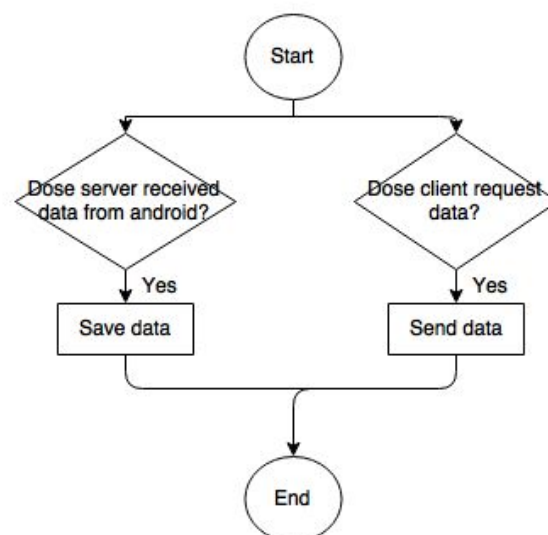 Start
Dose server received
data from android?
Dose client request
data?
Yes
Yes
Save data
Send data
End